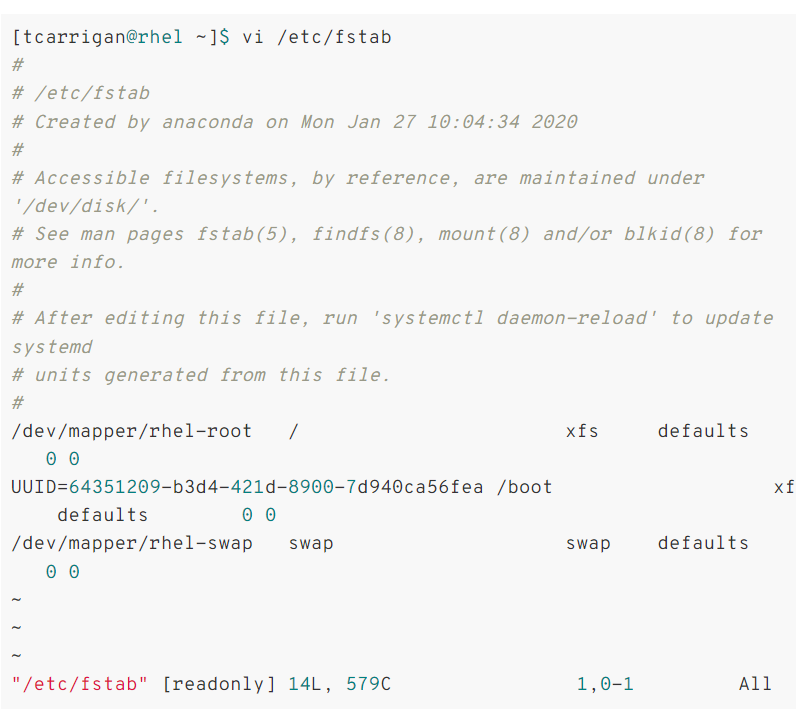 [tcarrigan@rhel ~]$ vi /etc/fstab
#
# /etc/fstab
# Created by anaconda on Mon Jan 27 10:04:34 2020
#
# Accessible filesystems, by reference, are maintained under
'/dev/disk/'.
# See man pages fstab(5), findfs(8), mount(8) and/or blkid(8) for
more info.
#
# After editing this file, run 'systemctl daemon-reload' to update
systemd
# units generated from this file.
#
/dev/mapper/rhel-root   /                       xfs     defaults
   0 0
UUID=64351209-b3d4-421d-8900-7d940ca56fea /boot                   xf
    defaults        0 0
/dev/mapper/rhel-swap   swap                    swap    defaults
   0 0
~
~
~
"/etc/fstab" [readonly] 14L, 579C                1,0-1         All